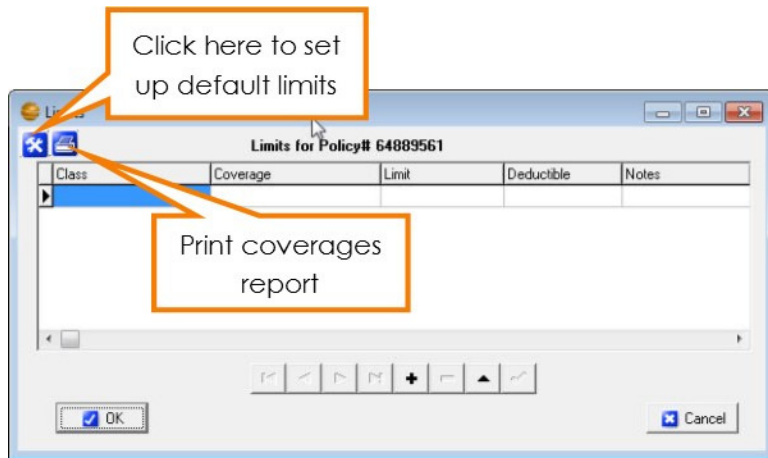 Click here to set
up default limits
Limits for Policy# 64889561
Class Coverage Limit Deductible Notes
Print coverages
report
OK Cancel